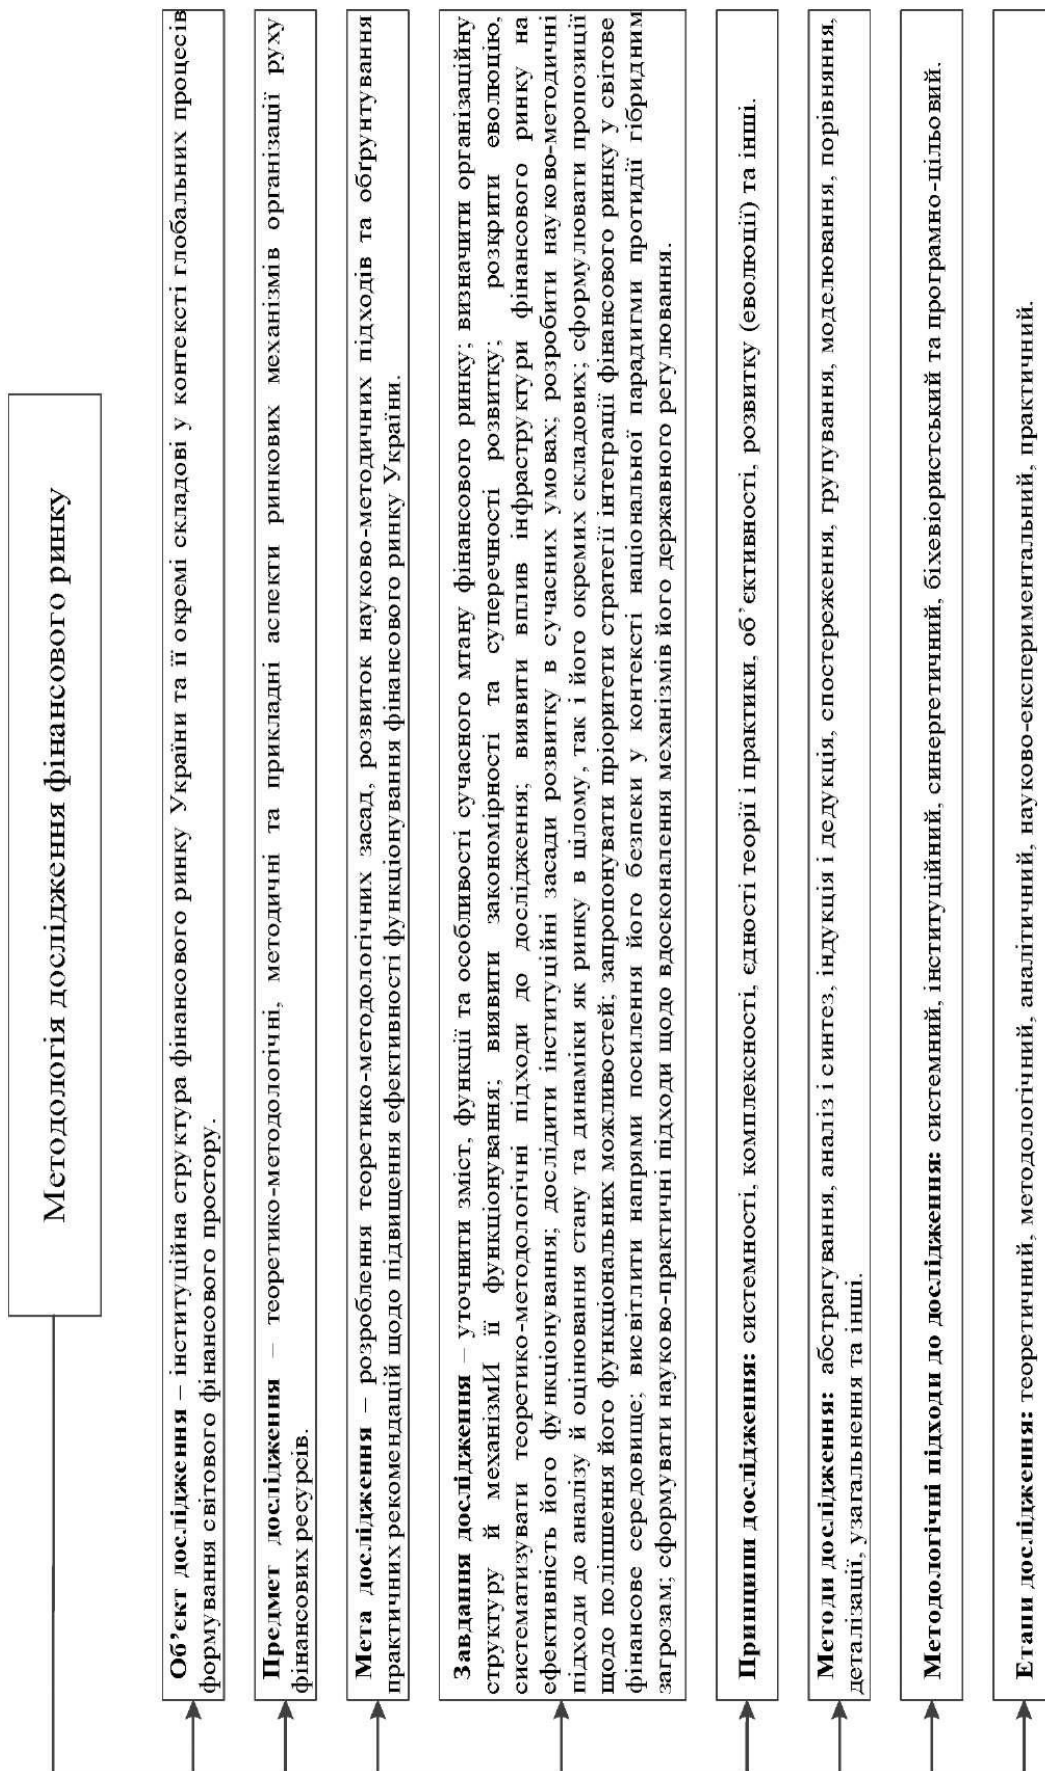 Методологія дослідження фінансового ринку
Об’єкт дослідження – інституційна структура фінансового ринку України та її окремі складові у контексті глобальних процесів
формування світового фінансового простору.
Предмет дослідження – теоретико-методологічні, методичні та прикладні аспекти ринкових механізмів організації руху
фінансових ресурсів.
Мета дослідження – розроблення теоретико-методологічних засад, розвиток науково-методичних підходів та обґрунтування
практичних рекомендацій щодо підвищення ефективності функціонування фінансового ринку України.
Завдання дослідження – уточнити зміст, функції та особливості сучасного мтану фінансового ринку; визначити організаційну
структуру й механізмИ її функціонування; виявити закономірності та суперечності розвитку; розкрити еволюцію,
систематизувати теоретико-методологічні підходи до дослідження; виявити вплив інфраструктури фінансового ринку на
ефективність його функціонування; дослідити інституційні засади розвитку в сучасних умовах; розробити науково-методичні
підходи до аналізу й оцінювання стану та динаміки як ринку в цілому, так і його окремих складових; сформулювати пропозиції
щодо поліпшення його функціональних можливостей; запропонувати пріоритети стратегії інтеграції фінансового ринку у світове
фінансове середовище; висвітлити напрями посилення його безпеки у контексті національної парадигми протидії гібридним
загрозам; сформувати науково-практичні підходи щодо вдосконалення механізмів його державного регулювання.
Принципи дослідження: системності, комплексності, єдності теорії і практики, об’єктивності, розвитку (еволюції) та інші.
Методи дослідження: абстрагування, аналіз і синтез, індукція і дедукція, спостереження, групування, моделювання, порівняння,
деталізації, узагальнення та інші.
Методологічні підходи до дослідження: системний, інституційний, синергетичний, біхевіористський та програмно-цільовий.
Етапи дослідження: теоретичний, методологічний, аналітичний, науково-експериментальний, практичний.